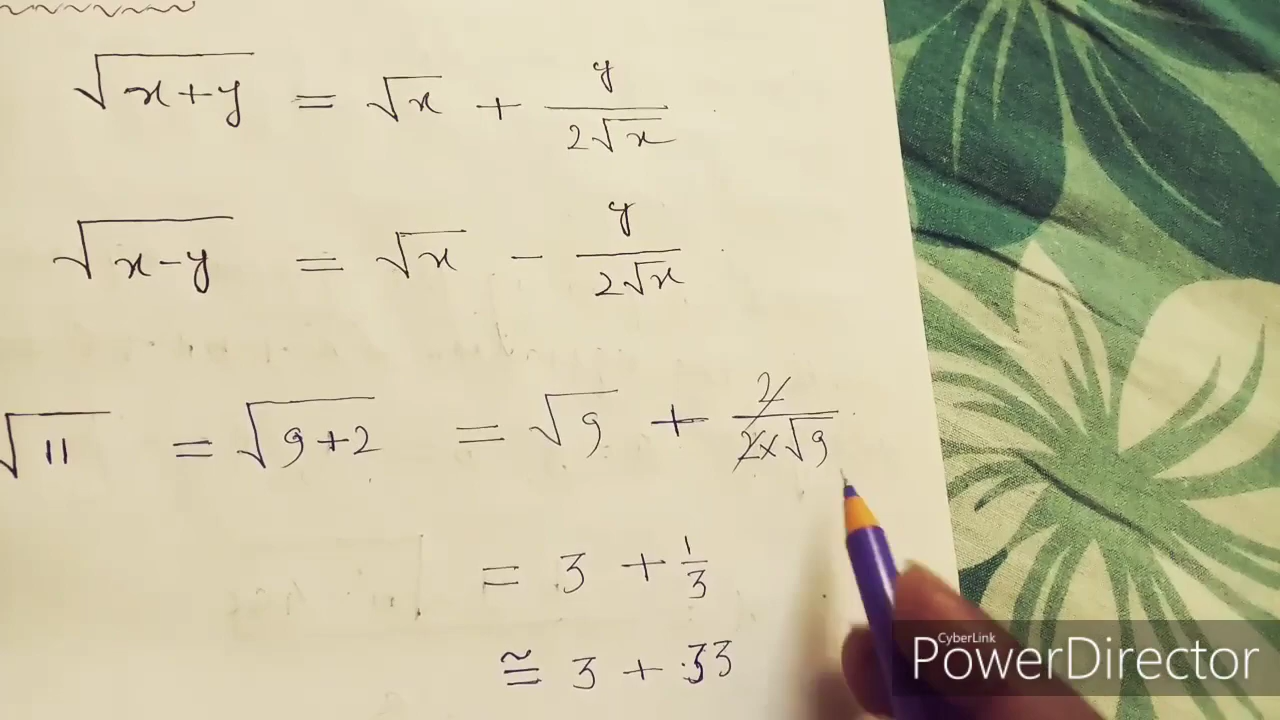 √(x+y) = √x + y/(2√x)
√(x-y) = √x - y/(2√x)
√11 = √(9+2) = √9 + 2/(2×√9)
= 3 + 1/3
≅ 3 + .33
CyberLink
PowerDirector